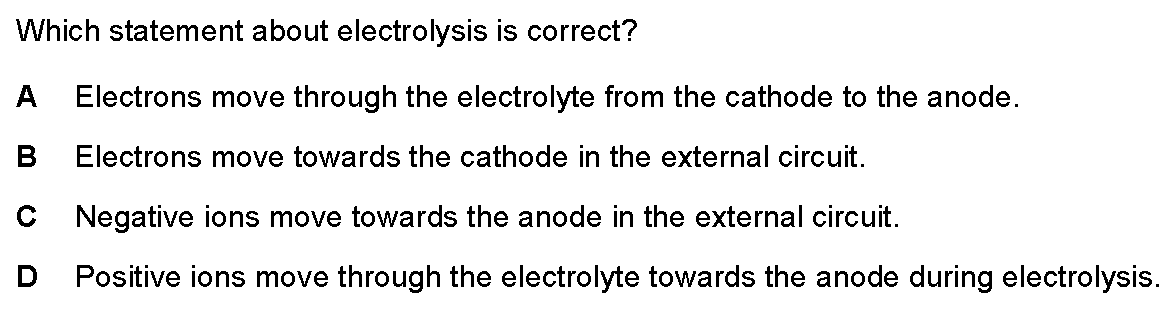 Which statement about electrolysis is correct?
A Electrons move through the electrolyte from the cathode to the anode.
B Electrons move towards the cathode in the external circuit.
C Negative ions move towards the anode in the external circuit.
D Positive ions move through the electrolyte towards the anode during electrolysis.